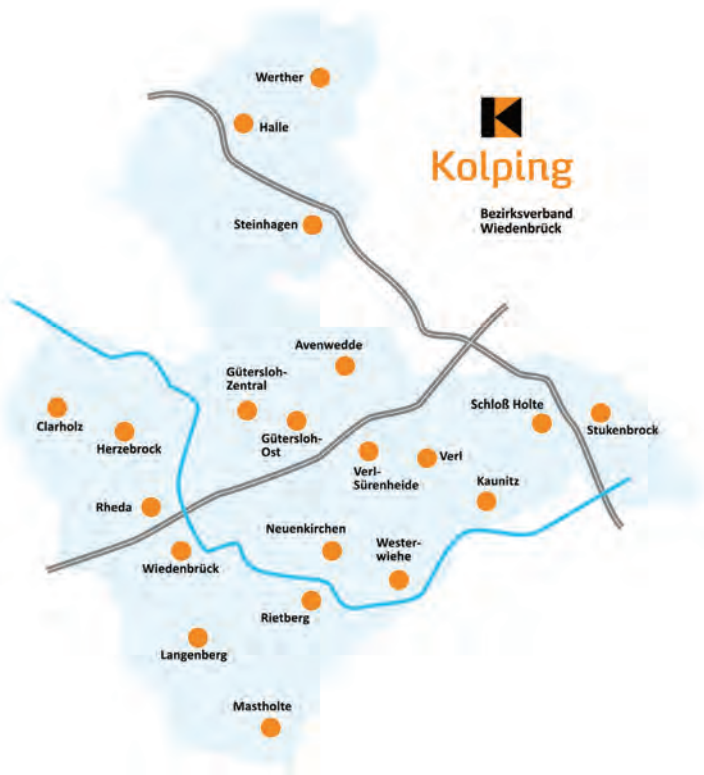 Werther
Halle
Kolping
Bezirksverband
Wiedenbrück
Steinhagen
Avenwedde
Gütersloh-
Zentral
Schloß Holte
Clarholz
Gütersloh-
Ost
Stukenbrock
Herzebrock
Verl-
Sürenheide
Verl
Kaunitz
Rheda
Neuenkirchen
Wester-
wiehe
Wiedenbrück
Rietberg
Langenberg
Mastholte